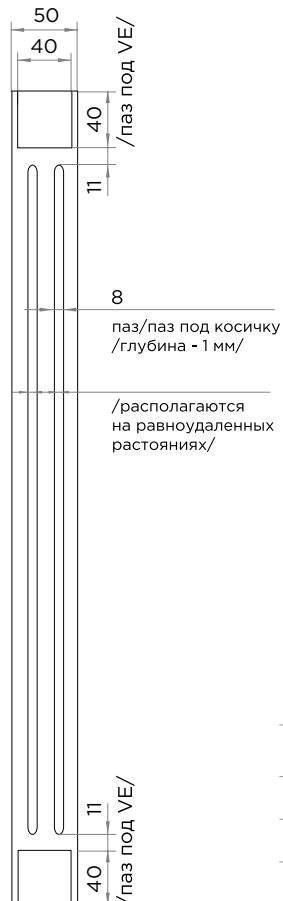 50
40
40
/паз под VE/
11
8
паз/паз под косичку
/глубина - 1 мм/
/располагаются
на равноудаленных
растояниях/
11
40
/паз под VE/